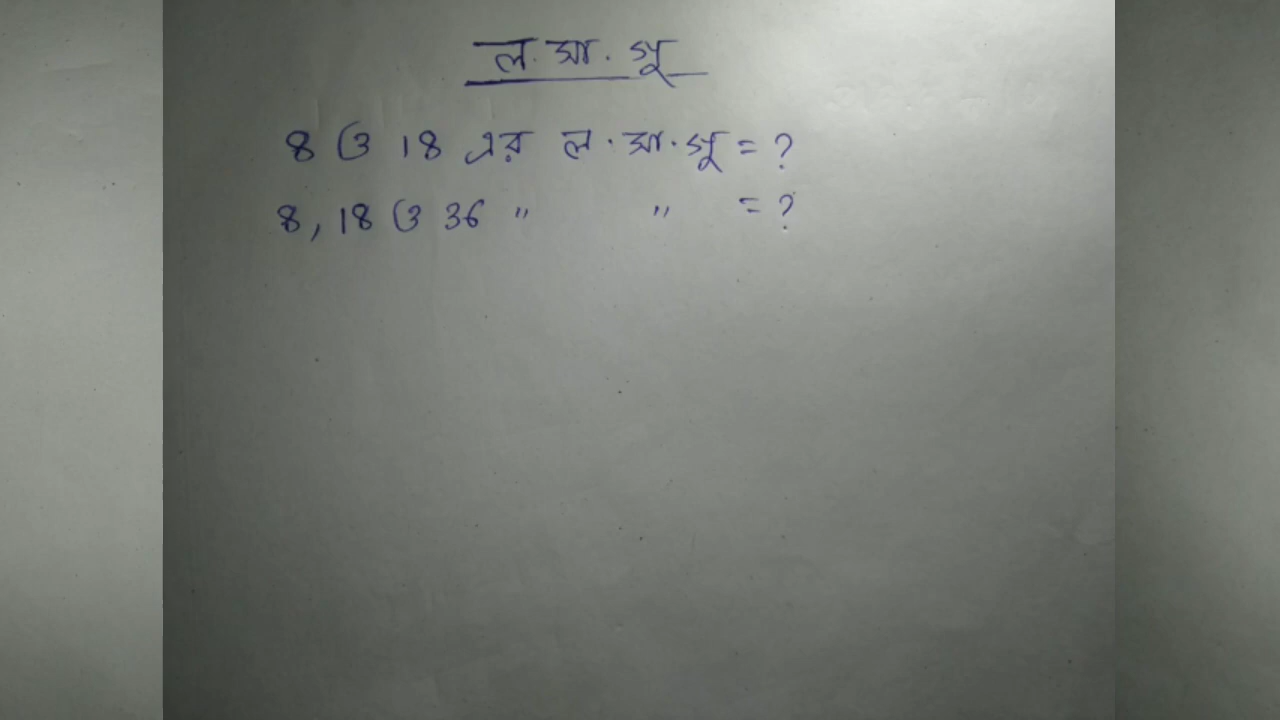 ল. সা. গু
8 ও 18 এর ল. সা. গু = ?
8, 18 ও 36 " " = ?